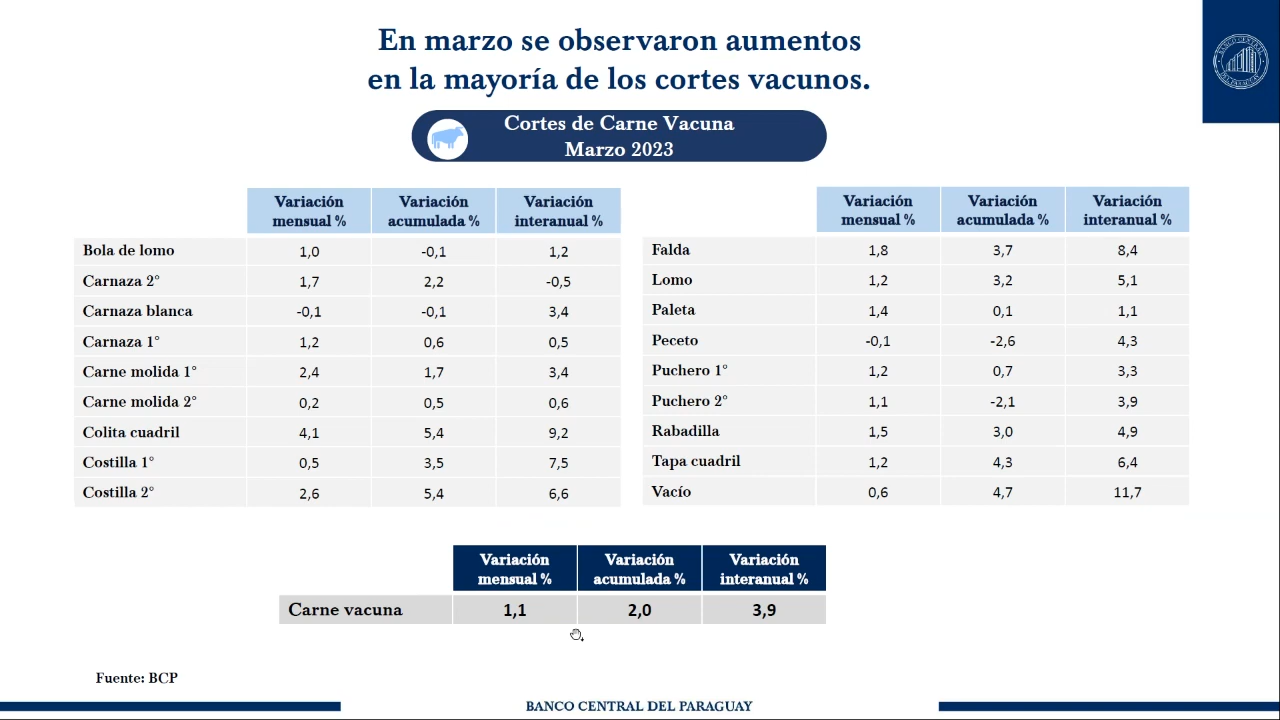 En marzo se observaron aumentos
en la mayoría de los cortes vacunos.
BANCO CENTRAL DEL PARAGUAY
Cortes de Carne Vacuna
Marzo 2023
Variación mensual % Variación acumulada % Variación interanual %
Bola de lomo 1,0 -0,1 1,2
Carnaza 2° 1,7 2,2 -0,5
Carnaza blanca -0,1 -0,1 3,4
Carnaza 1° 1,2 0,6 0,5
Carne molida 1° 2,4 1,7 3,4
Carne molida 2° 0,2 0,5 0,6
Colita cuadril 4,1 5,4 9,2
Costilla 1° 0,5 3,5 7,5
Costilla 2° 2,6 5,4 6,6
Variación mensual % Variación acumulada % Variación interanual %
Falda 1,8 3,7 8,4
Lomo 1,2 3,2 5,1
Paleta 1,4 0,1 1,1
Peceto -0,1 -2,6 4,3
Puchero 1° 1,2 0,7 3,3
Puchero 2° 1,1 -2,1 3,9
Rabadilla 1,5 3,0 4,9
Tapa cuadril 1,2 4,3 6,4
Vacío 0,6 4,7 11,7
Variación mensual % Variación acumulada % Variación interanual %
Carne vacuna 1,1 2,0 3,9
Fuente: BCP
BANCO CENTRAL DEL PARAGUAY